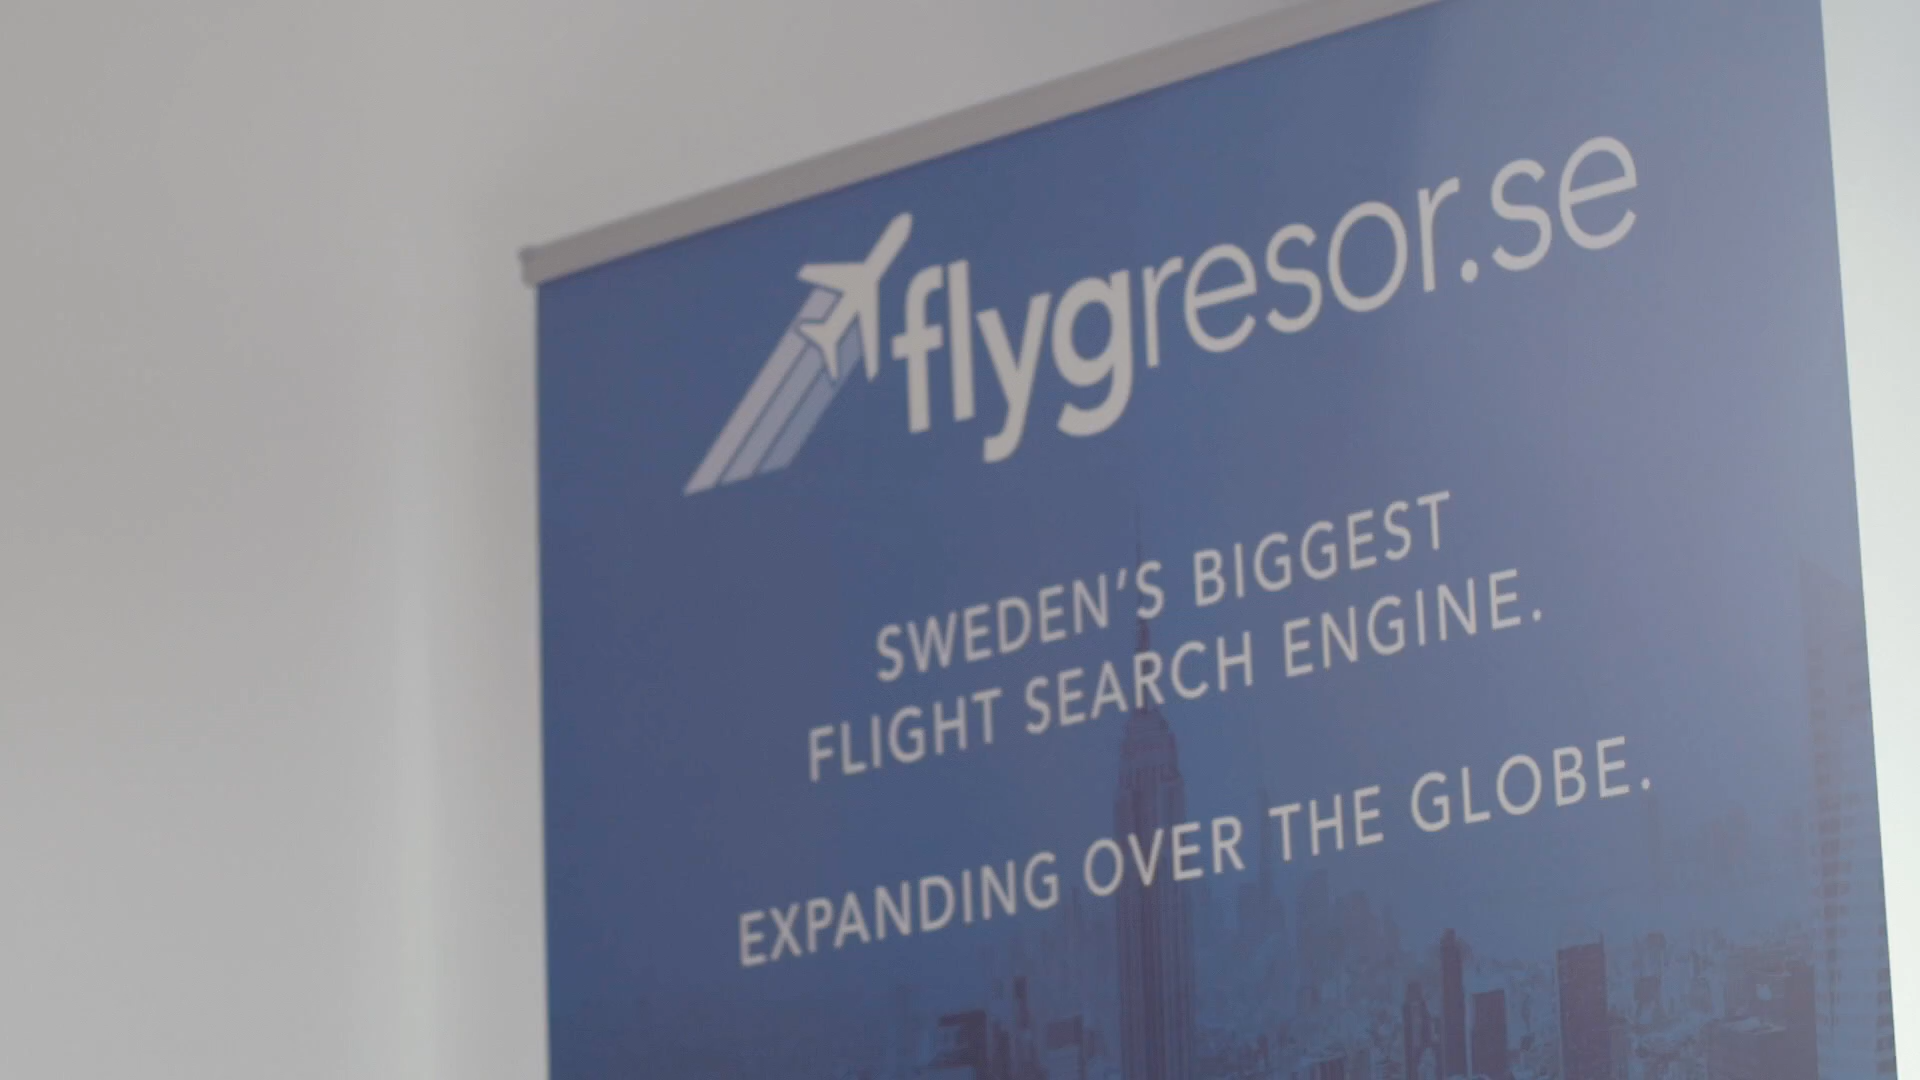 flygresor.se
SWEDEN'S BIGGEST
FLIGHT SEARCH ENGINE.
EXPANDING OVER THE GLOBE.